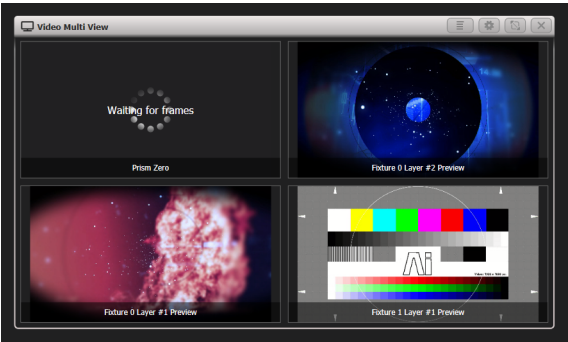 Video Multi View
Waiting for frames
Prism Zero
Fixture 0 Layer #2 Preview
Fixture 0 Layer #1 Preview
Ai
Fixture 1 Layer #1 Preview